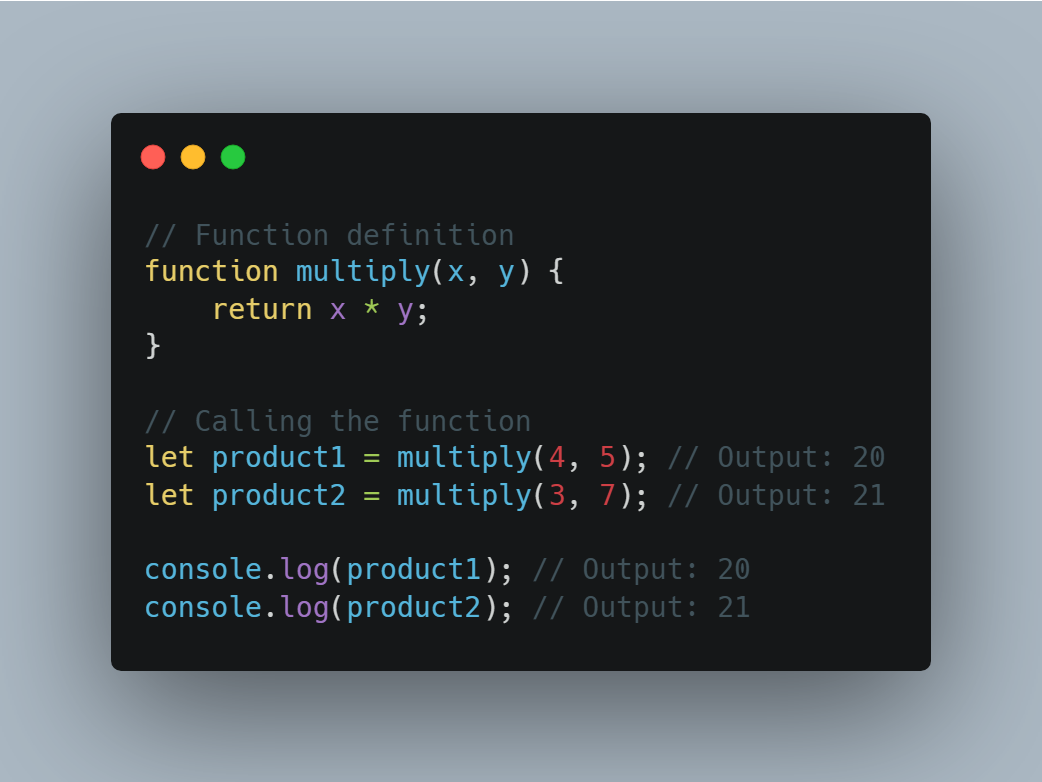 // Function definition
function multiply(x, y) {
    return x * y;
}

// Calling the function
let product1 = multiply(4, 5); // Output: 20
let product2 = multiply(3, 7); // Output: 21

console.log(product1); // Output: 20
console.log(product2); // Output: 21